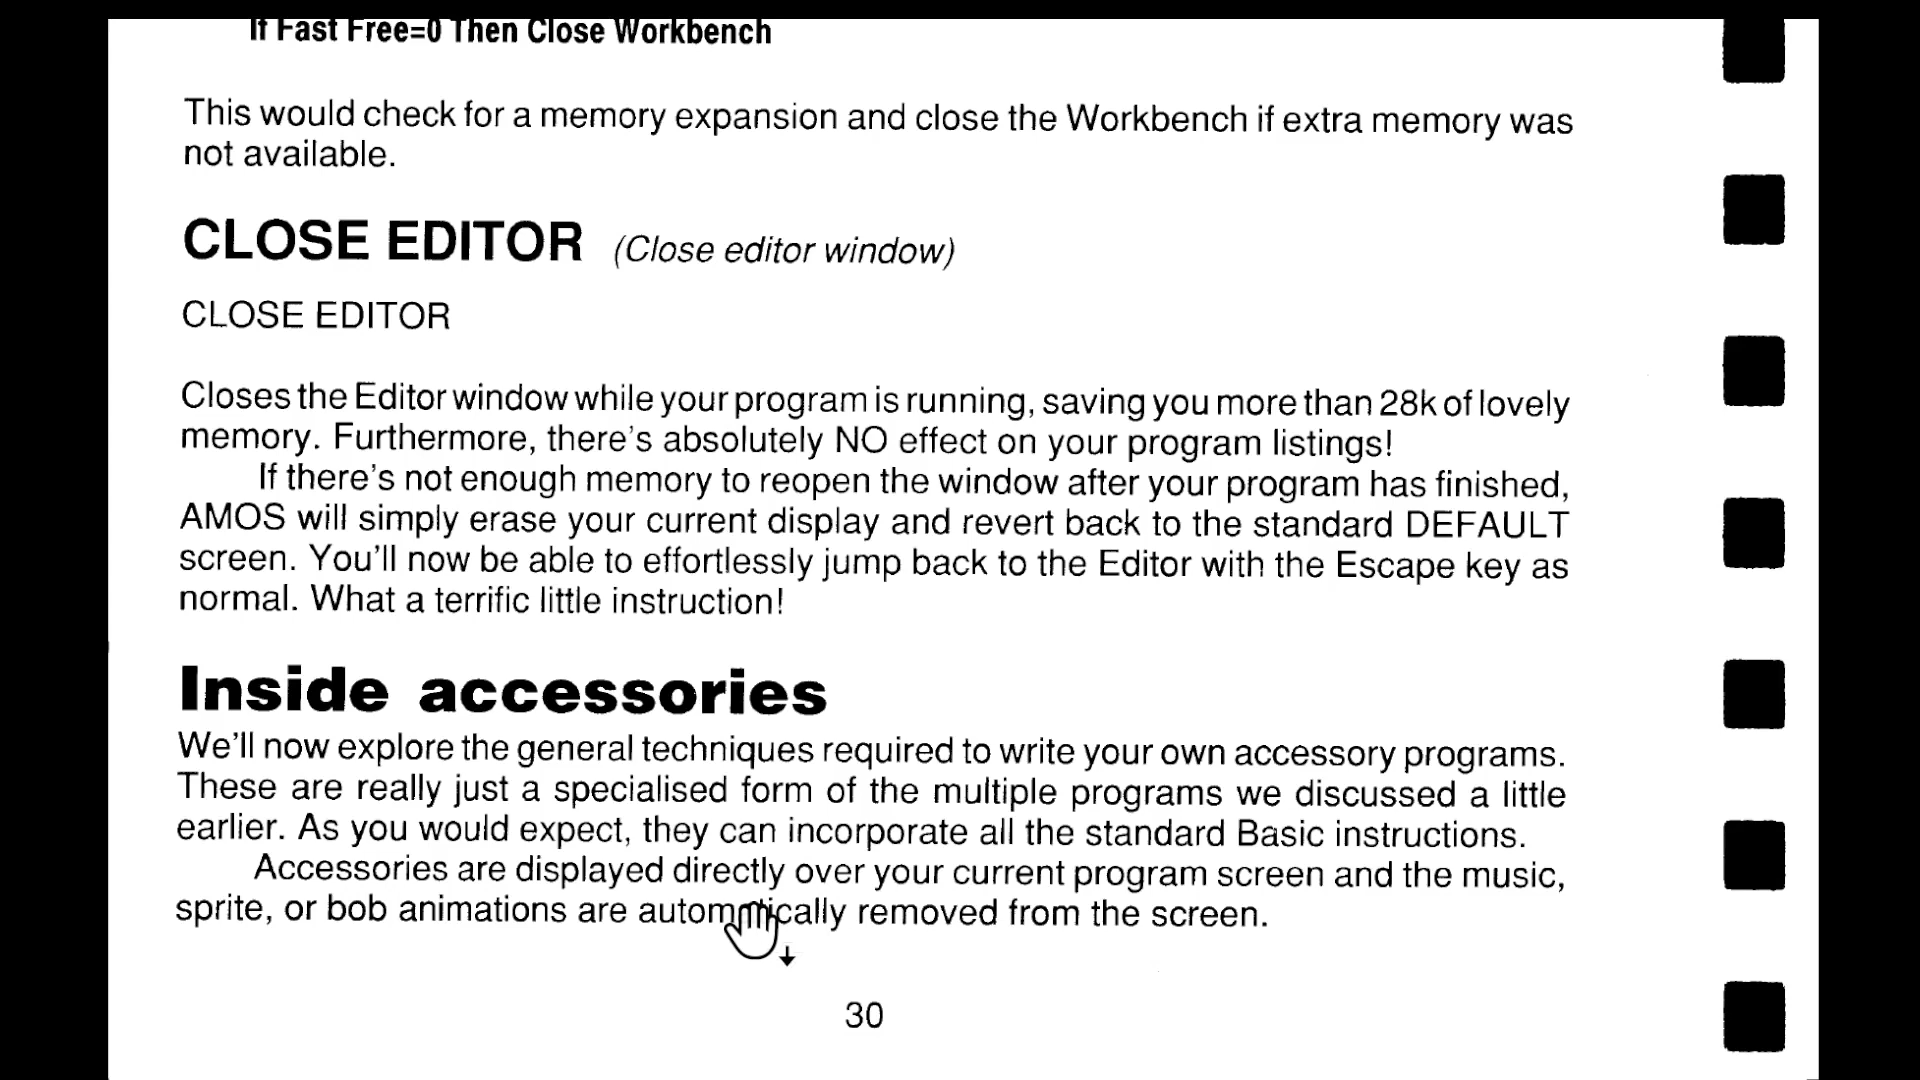 If Fast Free=0 Then Close Workbench
This would check for a memory expansion and close the Workbench if extra memory was
not available.
CLOSE EDITOR (Close editor window)
CLOSE EDITOR
Closes the Editor window while your program is running, saving you more than 28k of lovely
memory. Furthermore, there's absolutely NO effect on your program listings!
If there's not enough memory to reopen the window after your program has finished,
AMOS will simply erase your current display and revert back to the standard DEFAULT
screen. You'll now be able to effortlessly jump back to the Editor with the Escape key as
normal. What a terrific little instruction!
Inside accessories
We'll now explore the general techniques required to write your own accessory programs.
These are really just a specialised form of the multiple programs we discussed a little
earlier. As you would expect, they can incorporate all the standard Basic instructions.
Accessories are displayed directly over your current program screen and the music,
sprite, or bob animations are automatically removed from the screen.
30